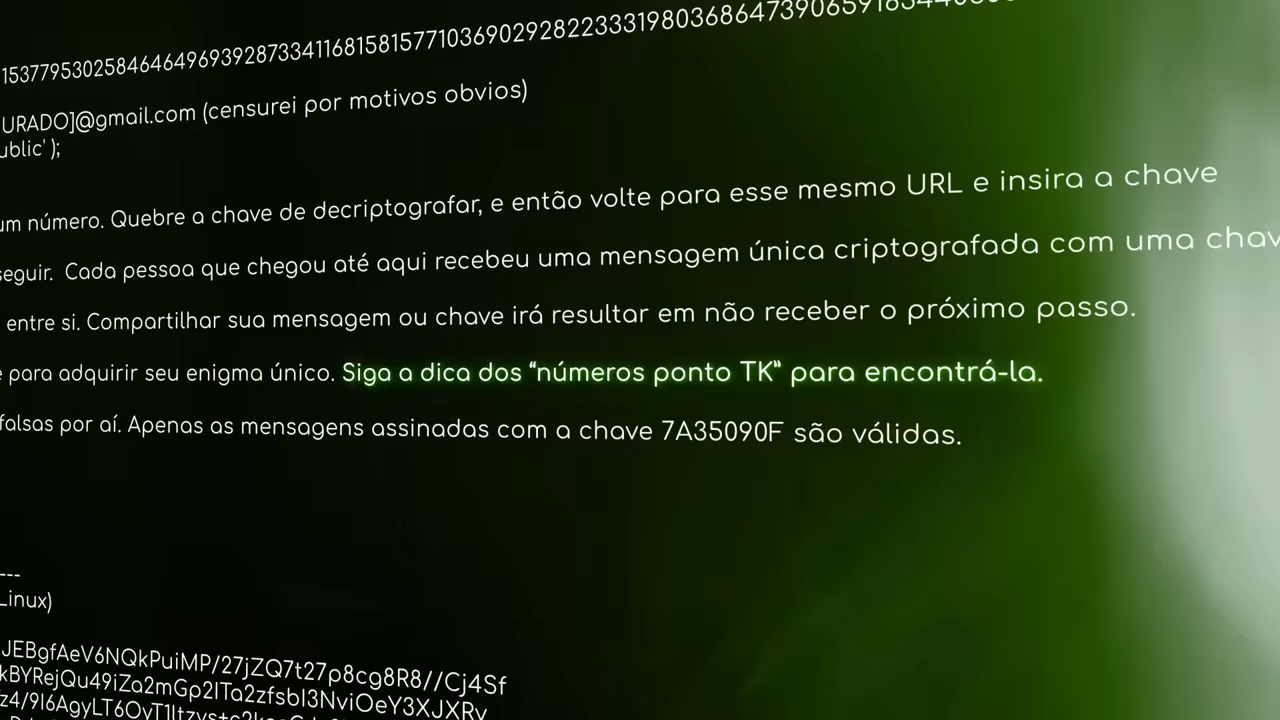 1537795302584646496939287334116815815771036902928223331980368647390659
URADO]@gmail.com (censurei por motivos obvios)
ublic' );
um número. Quebre a chave de decriptografar, e então volte para esse mesmo URL e insira a chave
seguir. Cada pessoa que chegou até aqui recebeu uma mensagem única criptografada com uma chav
entre si. Compartilhar sua mensagem ou chave irá resultar em não receber o próximo passo.
e para adquirir seu enigma único. Siga a dica dos “números ponto TK” para encontrá-la.
falsas por aí. Apenas as mensagens assinadas com a chave 7A35090F são válidas.
---
Linux)
JEBgfAeV6NQkPuiMP/27jZQ7t27p8cg8R8//Cj4Sf
kBYRejQu49iZa2mGp2ITa2zfsbI3NviOeY3XJXRv